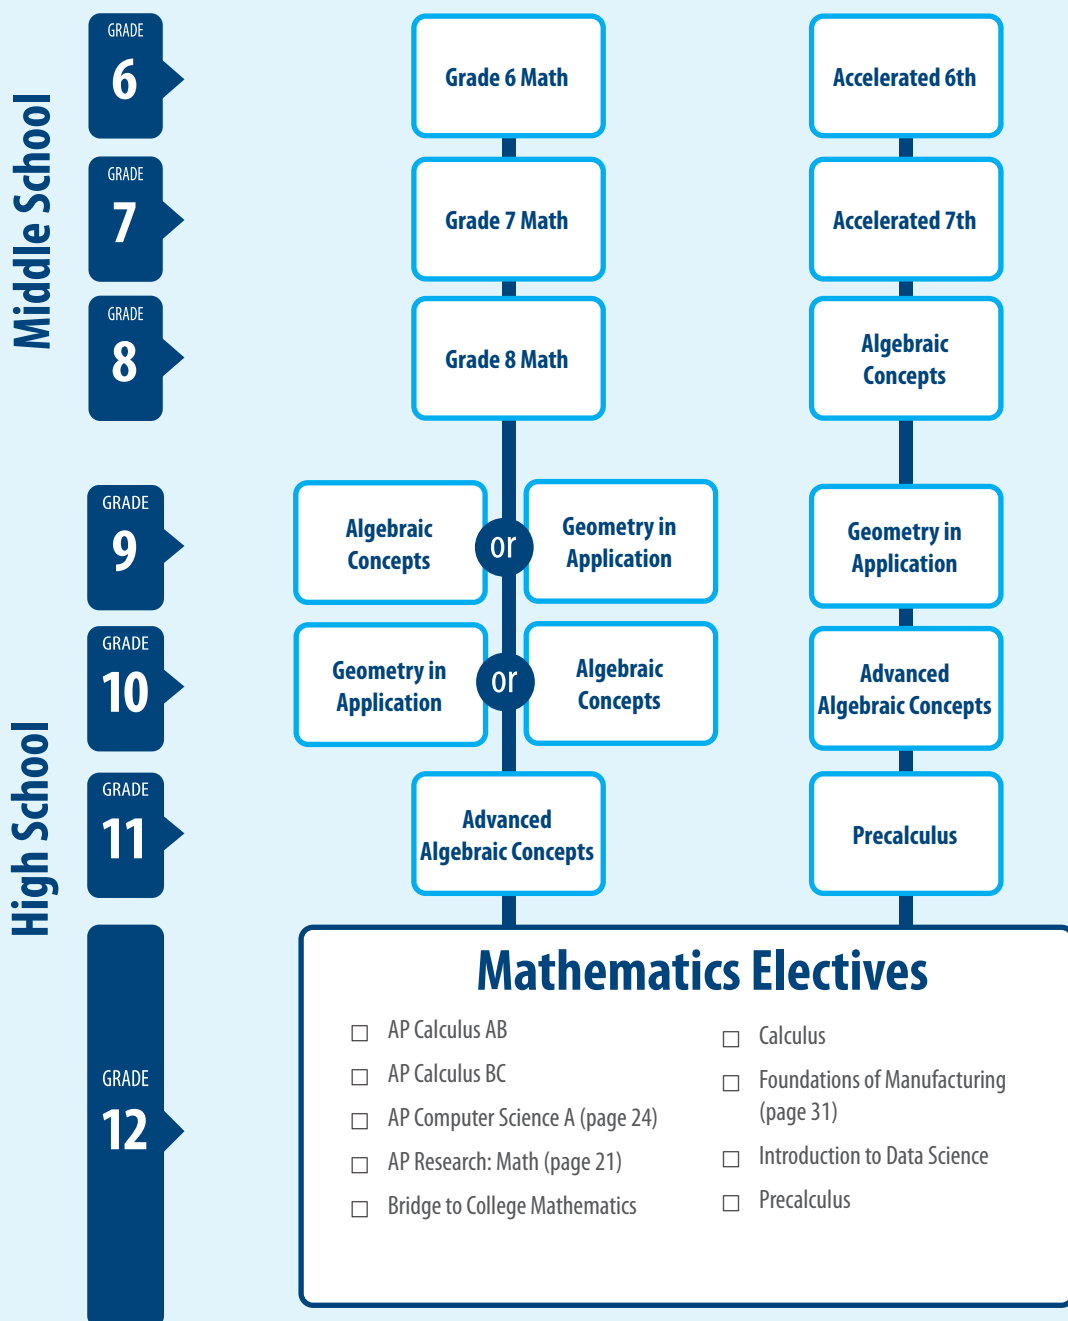 Middle School
GRADE
6
Grade 6 Math
Accelerated 6th
GRADE
7
Grade 7 Math
Accelerated 7th
GRADE
8
Grade 8 Math
Algebraic
Concepts
High School
GRADE
9
Algebraic
Concepts
or
Geometry in
Application
Geometry in
Application
GRADE
10
Geometry in
Application
or
Algebraic
Concepts
Advanced
Algebraic Concepts
GRADE
11
Advanced
Algebraic Concepts
Precalculus
GRADE
12
Mathematics Electives
AP Calculus AB
AP Calculus BC
AP Computer Science A (page 24)
AP Research: Math (page 21)
Bridge to College Mathematics
Calculus
Foundations of Manufacturing
(page 31)
Introduction to Data Science
Precalculus